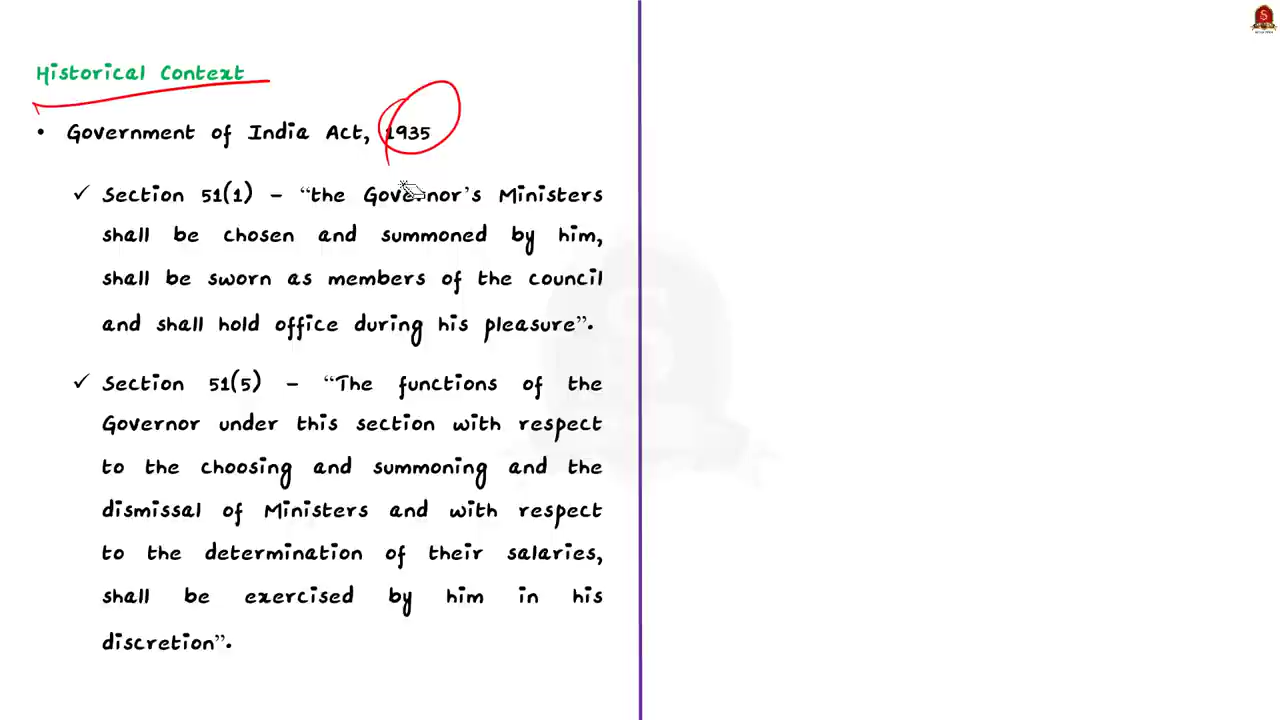 Historical Context
• Government of India Act, 1935
✓ Section 51(1) – “the Governor’s Ministers
shall be chosen and summoned by him,
shall be sworn as members of the council
and shall hold office during his pleasure”.
✓ Section 51(5) – “The functions of the
Governor under this section with respect
to the choosing and summoning and the
dismissal of Ministers and with respect
to the determination of their salaries,
shall be exercised by him in his
discretion”.